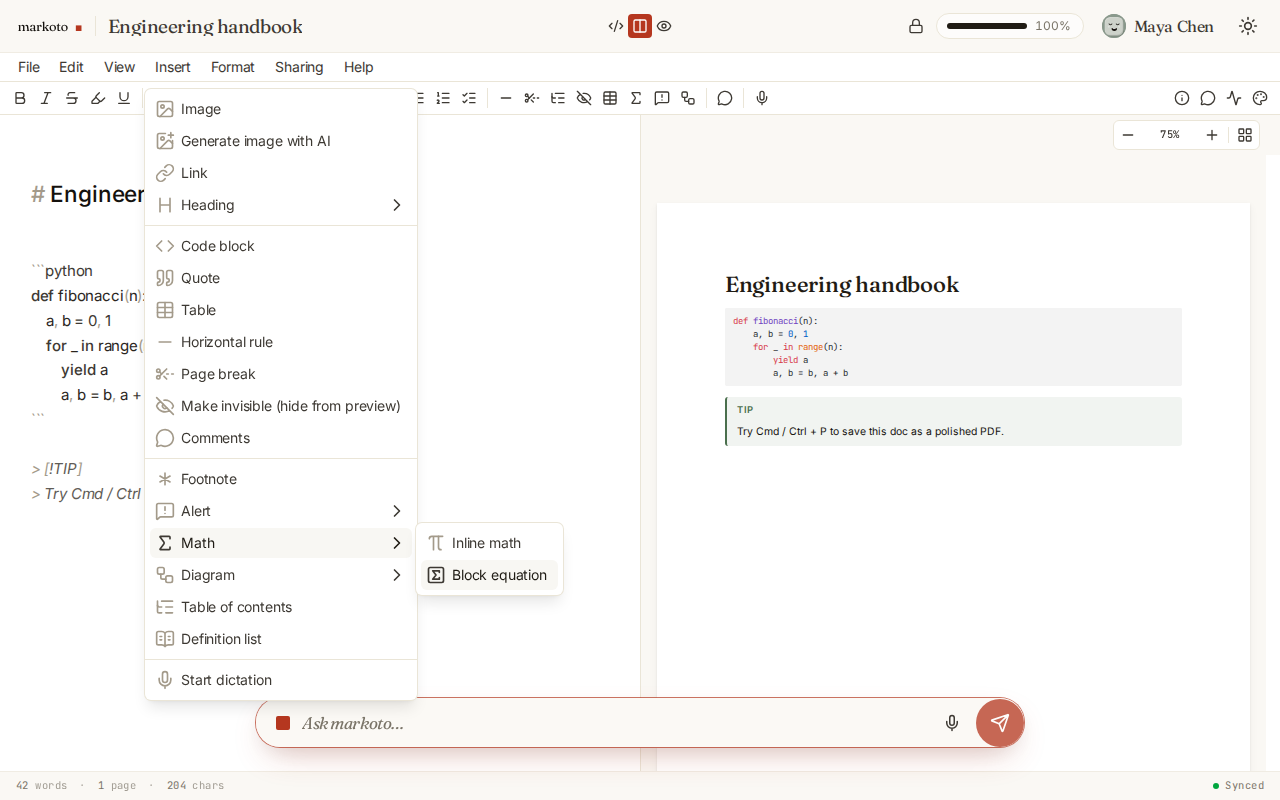 markoto
Engineering handbook
100%
Maya Chen
File Edit View Insert Format Sharing Help
75%
# Engineer
```python
def fibonacci(n):
a, b = 0, 1
for _ in range(
yield a
a, b = b, a +
```
> [!TIP]
> Try Cmd / Ctrl
Image
Generate image with AI
Link
Heading
Code block
Quote
Table
Horizontal rule
Page break
Make invisible (hide from preview)
Comments
Footnote
Alert
Math
Diagram
Table of contents
Definition list
Start dictation
Inline math
Block equation
Engineering handbook
def fibonacci(n):
a, b = 0, 1
for _ in range(n):
yield a
a, b = b, a + b
TIP
Try Cmd / Ctrl + P to save this doc as a polished PDF.
Ask markoto...
42 words · 1 page · 204 chars
Synced